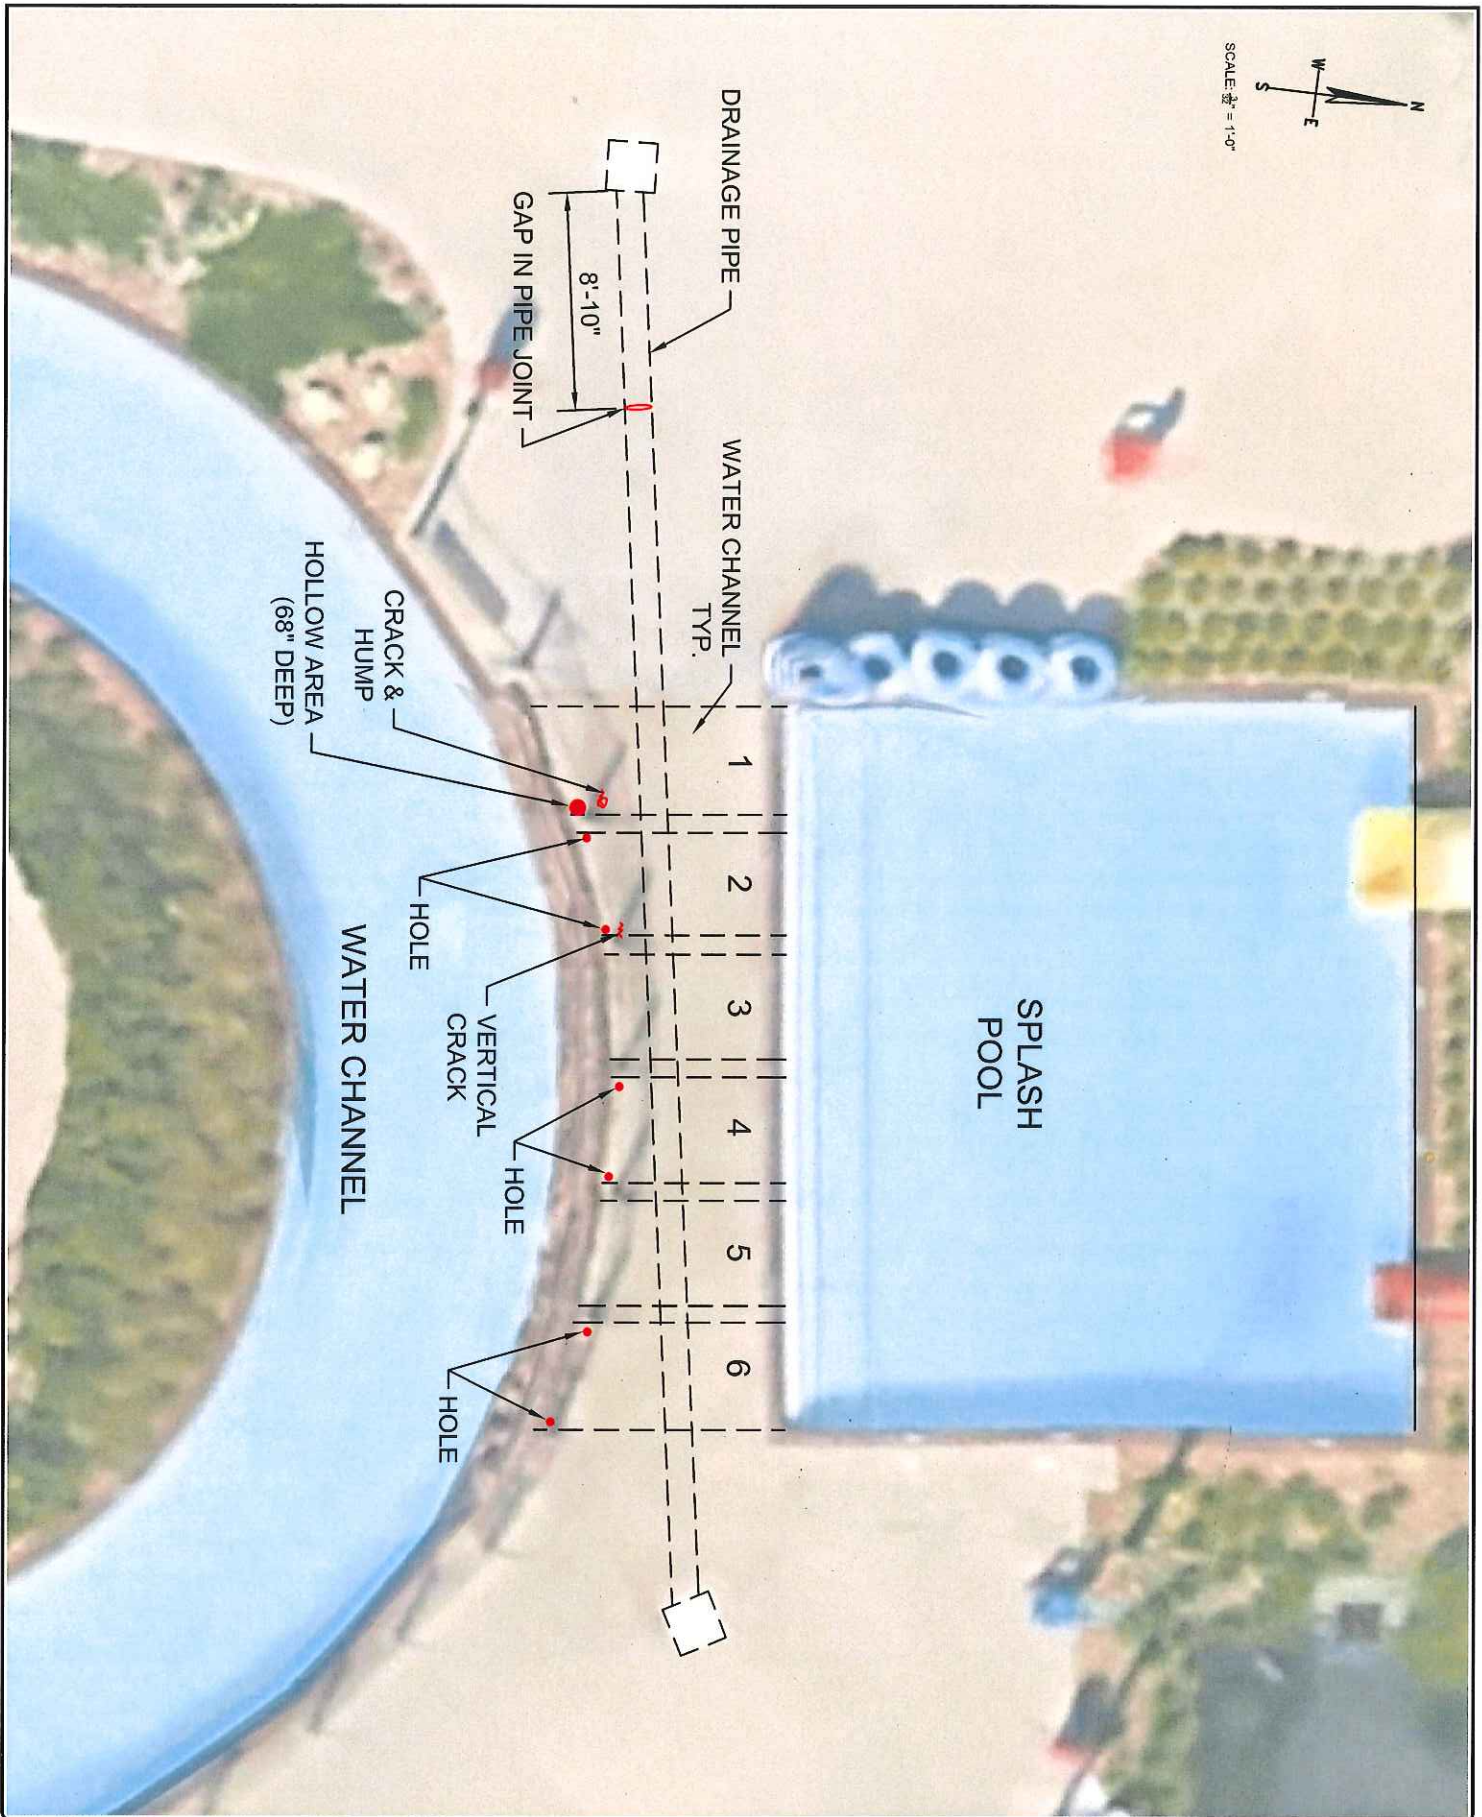 N
W
E
S
SCALE: 3/32" = 1'-0"
SPLASH
POOL
DRAINAGE PIPE
WATER CHANNEL
TYP.
1
2
3
4
5
6
8'-10"
GAP IN PIPE JOINT
CRACK &
HUMP
HOLLOW AREA
(68" DEEP)
HOLE
VERTICAL
CRACK
HOLE
HOLE
WATER CHANNEL